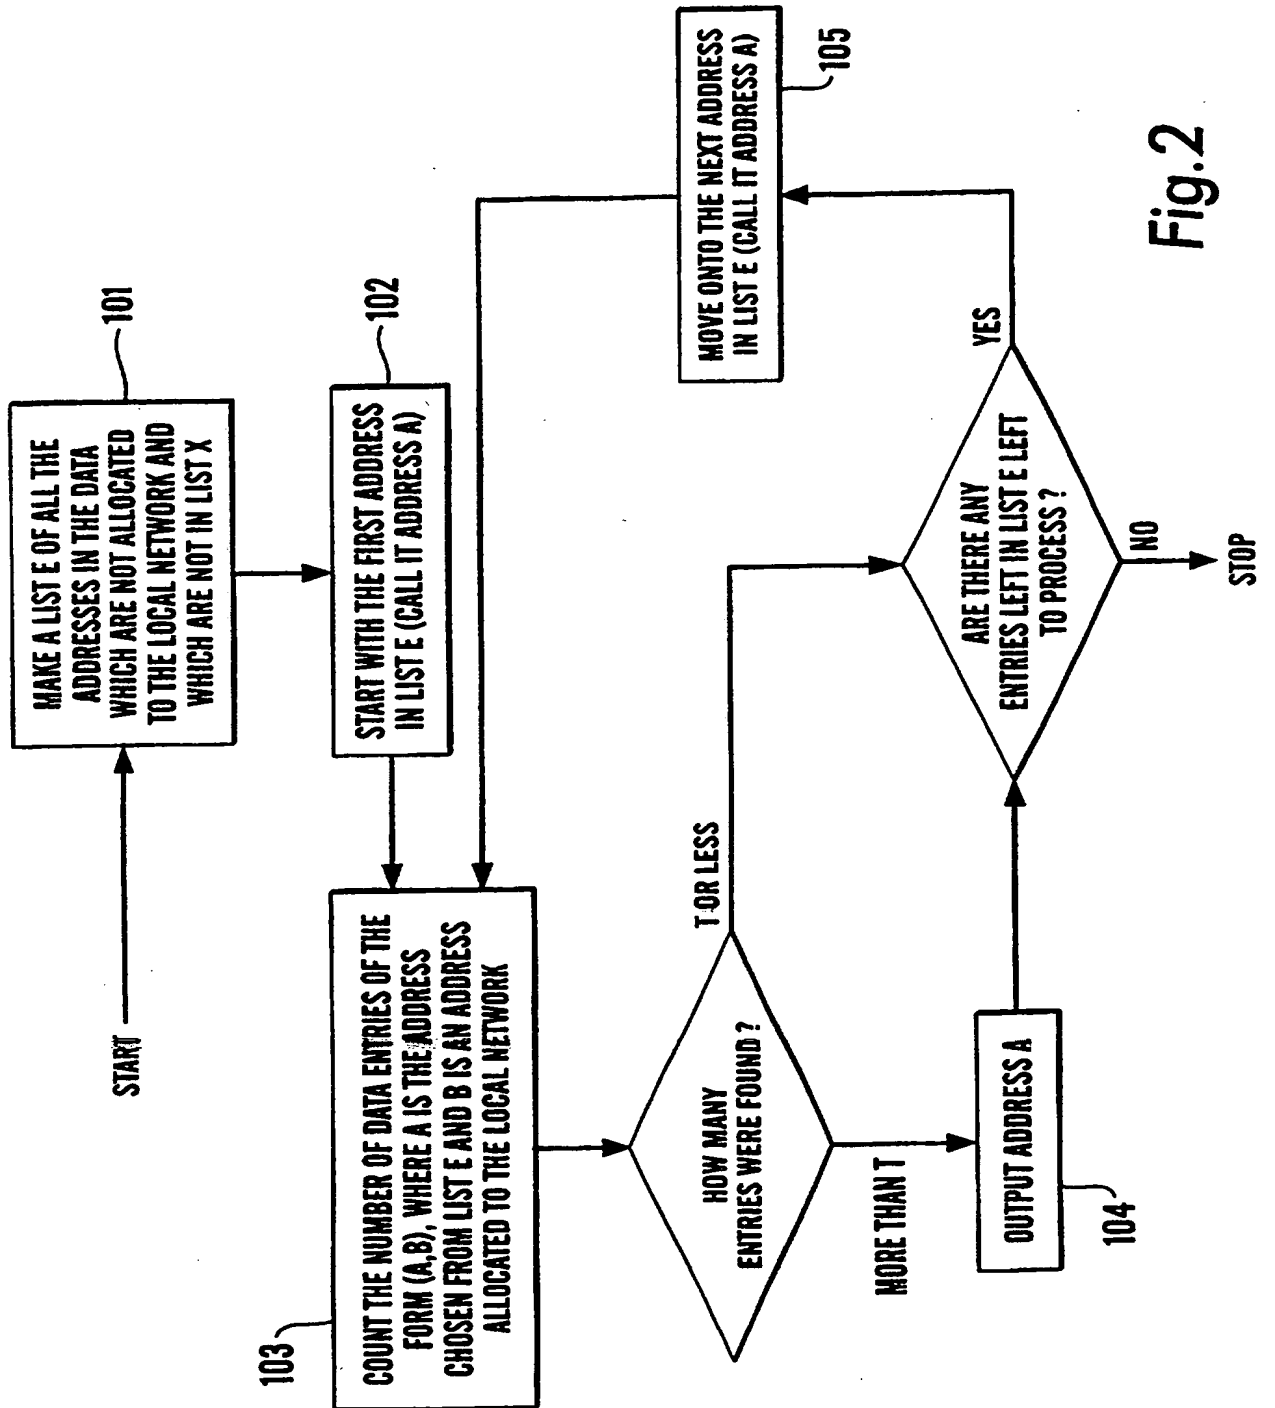 START
MAKE A LIST E OF ALL THE
ADDRESSES IN THE DATA
WHICH ARE NOT ALLOCATED
TO THE LOCAL NETWORK AND
WHICH ARE NOT IN LIST X
101
START WITH THE FIRST ADDRESS
IN LIST E (CALL IT ADDRESS A)
102
103
COUNT THE NUMBER OF DATA ENTRIES OF THE
FORM (A,B), WHERE A IS THE ADDRESS
CHOSEN FROM LIST E AND B IS AN ADDRESS
ALLOCATED TO THE LOCAL NETWORK
HOW MANY
ENTRIES WERE FOUND?
T OR LESS
MORE THAN T
OUTPUT ADDRESS A
104
ARE THERE ANY
ENTRIES LEFT IN LIST E LEFT
TO PROCESS?
YES
NO
STOP
MOVE ONTO THE NEXT ADDRESS
IN LIST E (CALL IT ADDRESS A)
105
Fig.2